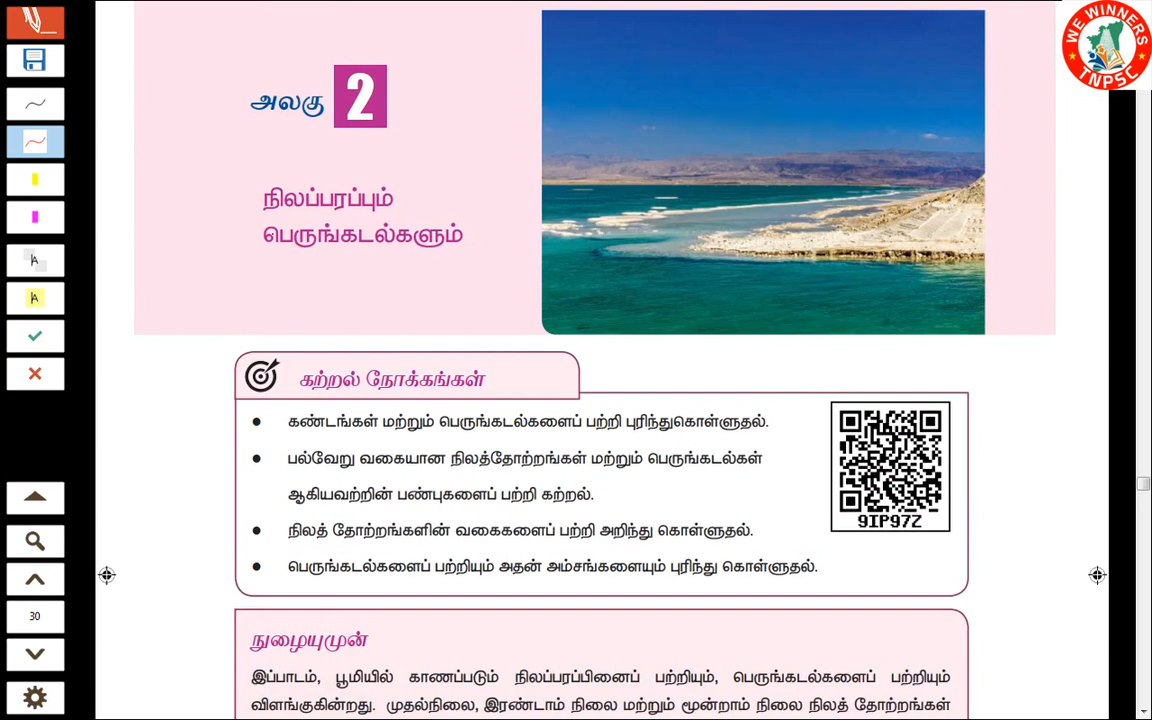 WE WINNERS
TNPSC
அலகு 2
நிலப்பரப்பும்
பெருங்கடல்களும்
கற்றல் நோக்கங்கள்
● கண்டங்கள் மற்றும் பெருங்கடல்களைப் பற்றி புரிந்துகொள்ளுதல்.
● பல்வேறு வகையான நிலத்தோற்றங்கள் மற்றும் பெருங்கடல்கள்
ஆகியவற்றின் பண்புகளைப் பற்றி கற்றல்.
● நிலத் தோற்றங்களின் வகைகளைப் பற்றி அறிந்து கொள்ளுதல்.
● பெருங்கடல்களைப் பற்றியும் அதன் அம்சங்களையும் புரிந்து கொள்ளுதல்.
9IP97Z
நுழையுமுன்
இப்பாடம், பூமியில் காணப்படும் நிலப்பரப்பினைப் பற்றியும், பெருங்கடல்களைப் பற்றியும்
விளங்குகின்றது. முதல்நிலை, இரண்டாம் நிலை மற்றும் மூன்றாம் நிலை நிலத் தோற்றங்கள்
A
A
30